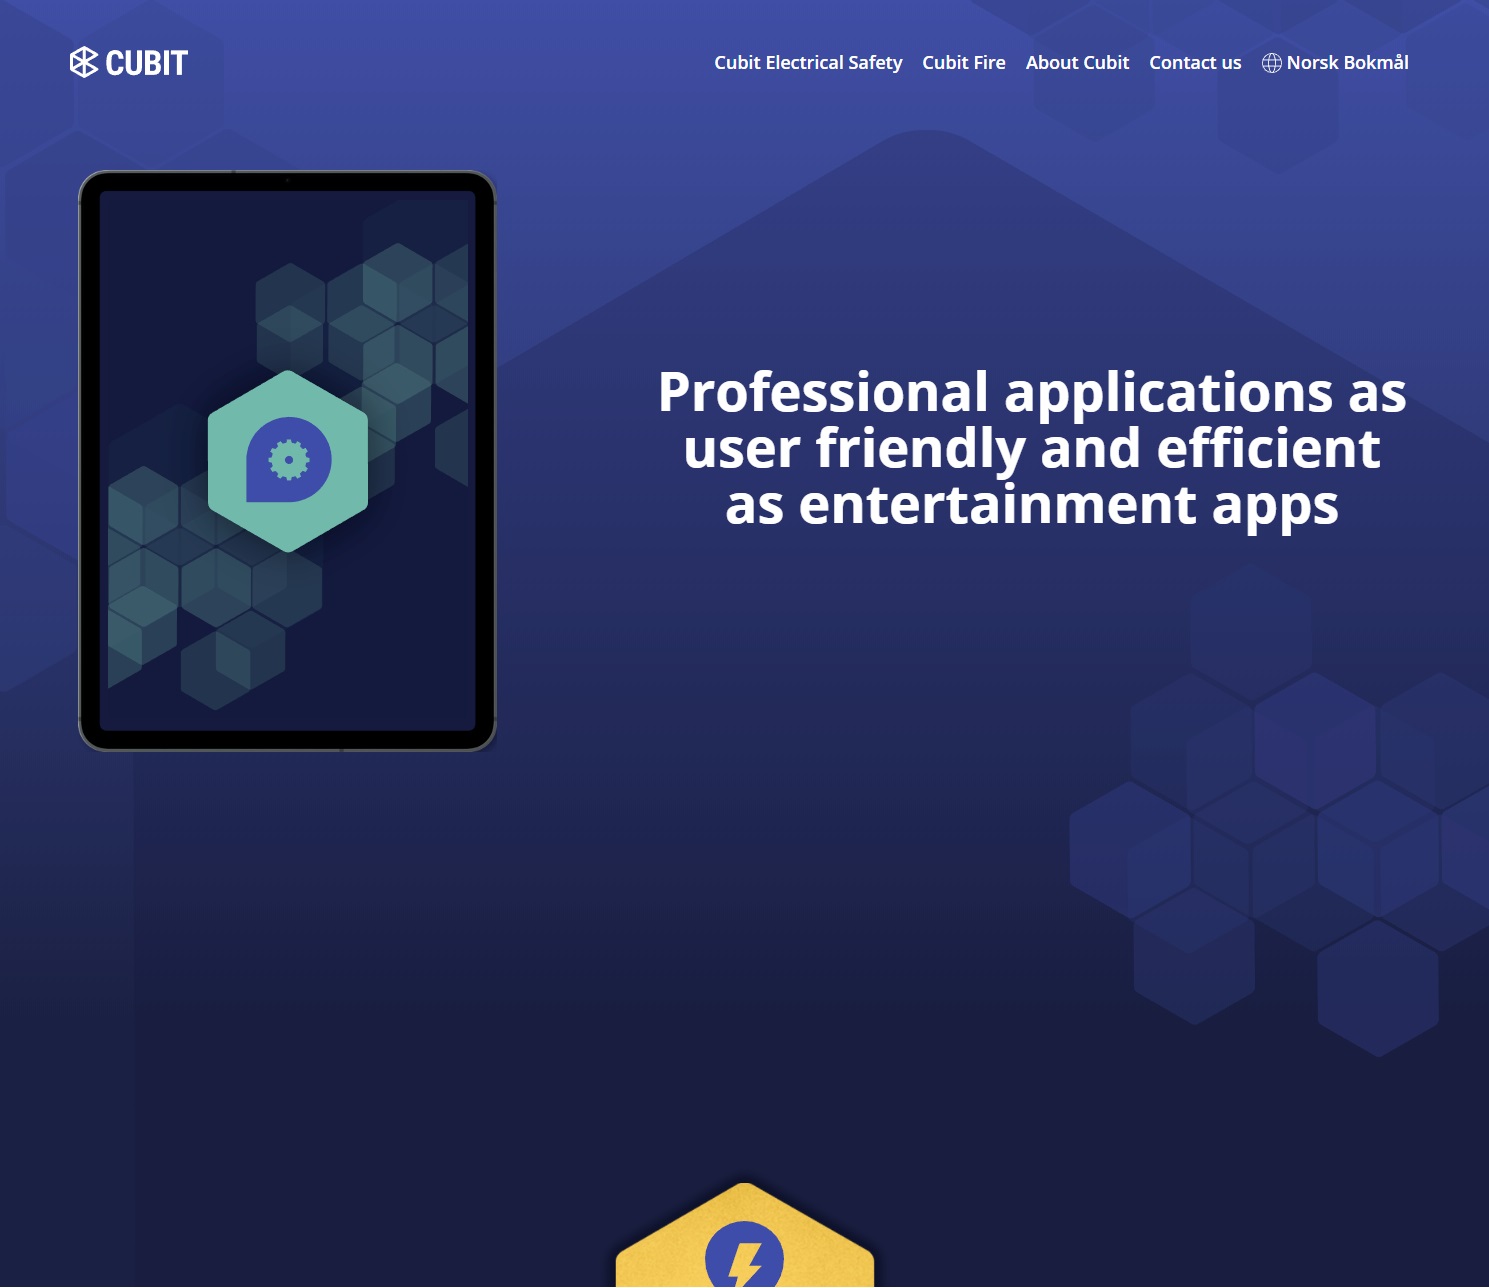 CUBIT
Cubit Electrical Safety
Cubit Fire
About Cubit
Contact us
Norsk Bokmål
Professional applications as
user friendly and efficient
as entertainment apps